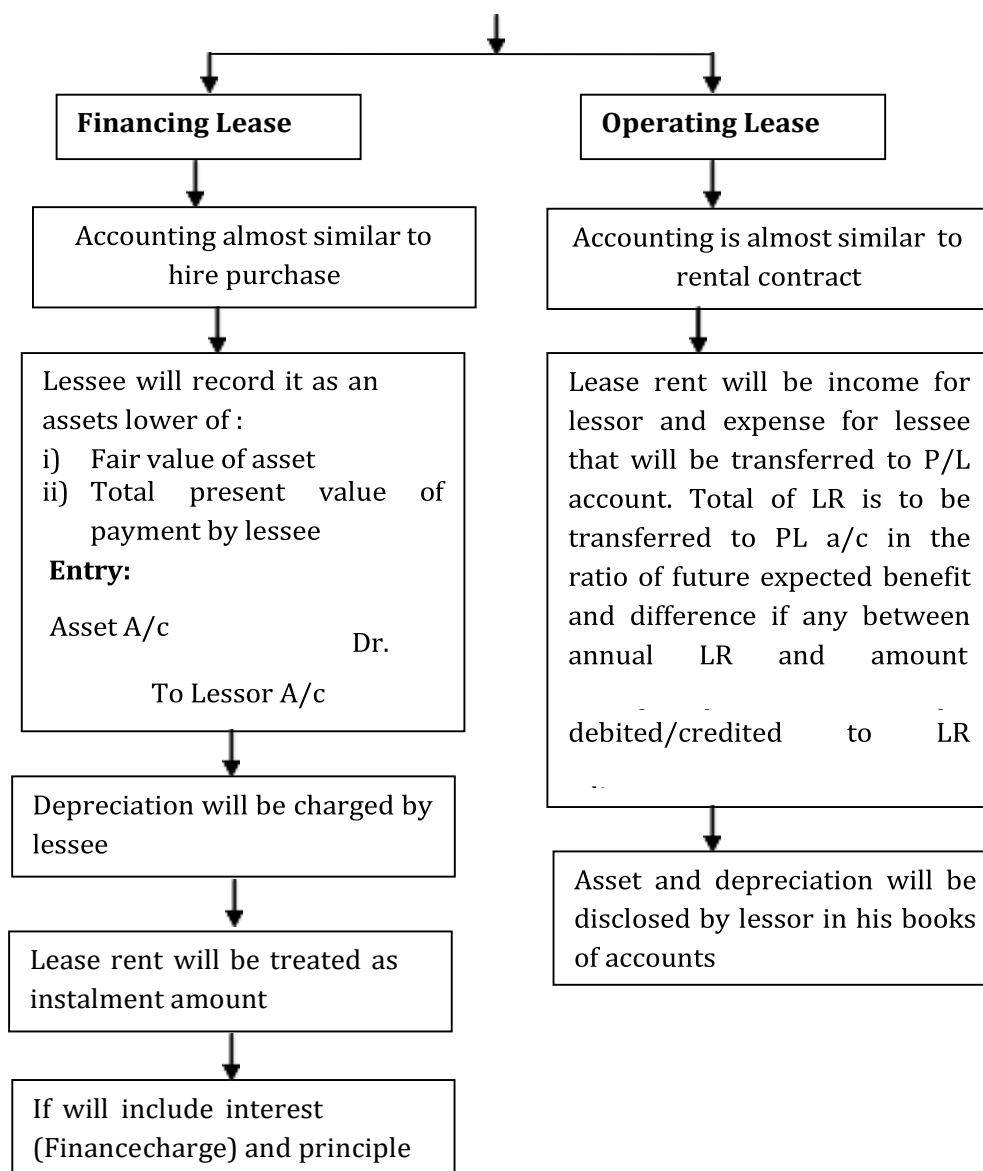 Financing Lease
Accounting almost similar to
hire purchase
Lessee will record it as an
assets lower of :
i) Fair value of asset
ii) Total present value of
payment by lessee
Entry:
Asset A/c
Dr.
To Lessor A/c
Depreciation will be charged by
lessee
Lease rent will be treated as
instalment amount
If will include interest
(Financecharge) and principle
Operating Lease
Accounting is almost similar to
rental contract
Lease rent will be income for
lessor and expense for lessee
that will be transferred to P/L
account. Total of LR is to be
transferred to PL a/c in the
ratio of future expected benefit
and difference if any between
annual LR and amount
debited/credited to LR
Asset and depreciation will be
disclosed by lessor in his books
of accounts